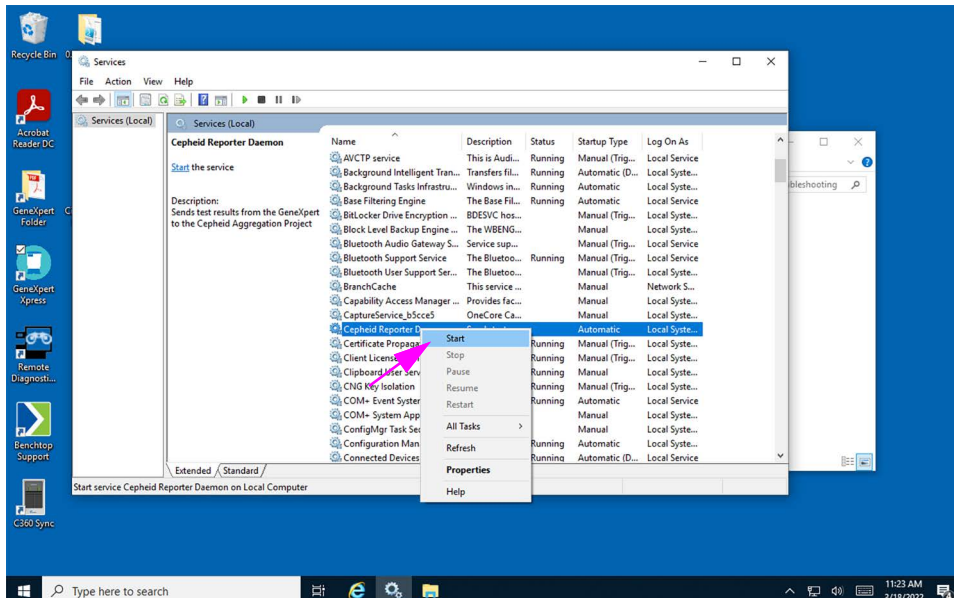 Recycle Bin
Services
File Action View Help
Services (Local)
Services (Local)
Cepheid Reporter Daemon
Start the service
Description:
Sends test results from the GeneXpert
to the Cepheid Aggregation Project
Name Description Status Startup Type Log On As
AVCTP service This is Audi... Running Manual (Trig... Local Service
Background Intelligent Tran... Transfers fil... Running Automatic (D... Local Syste...
Background Tasks Infrastru... Windows in... Running Automatic Local Syste...
Base Filtering Engine The Base Fil... Running Automatic Local Service
BitLocker Drive Encryption ... BDESVC hos... Manual (Trig... Local Syste...
Block Level Backup Engine ... The WBENG... Manual Local Syste...
Bluetooth Audio Gateway S... Service sup... Manual (Trig... Local Service
Bluetooth Support Service The Bluetoo... Running Manual (Trig... Local Service
Bluetooth User Support Ser... The Bluetoo... Manual (Trig... Local Syste...
BranchCache This service ... Manual Network S...
Capability Access Manager ... Provides fac... Manual Local Syste...
CaptureService_b5cce5 OneCore Ca... Manual Local Syste...
Cepheid Reporter D Automatic Local Syste...
Certificate Propaga Running Manual (Trig... Local Syste...
Client License Running Manual (Trig... Local Syste...
Clipboard User Serv Running Manual Local Syste...
CNG Key Isolation Running Manual (Trig... Local Syste...
COM+ Event Syster Running Automatic Local Service
COM+ System App Manual Local Syste...
ConfigMgr Task Se Manual Local Syste...
Configuration Man Running Automatic Local Syste...
Connected Devices Running Automatic (D... Local Service
Start
Stop
Pause
Resume
Restart
All Tasks
Refresh
Properties
Help
Extended Standard
Start service Cepheid Reporter Daemon on Local Computer
ubleshooting
Acrobat
Reader DC
GeneXpert
Folder
GeneXpert
Xpress
Remote
Diagnosti...
Benchtop
Support
C360 Sync
Type here to search
11:23 AM
3/18/2022